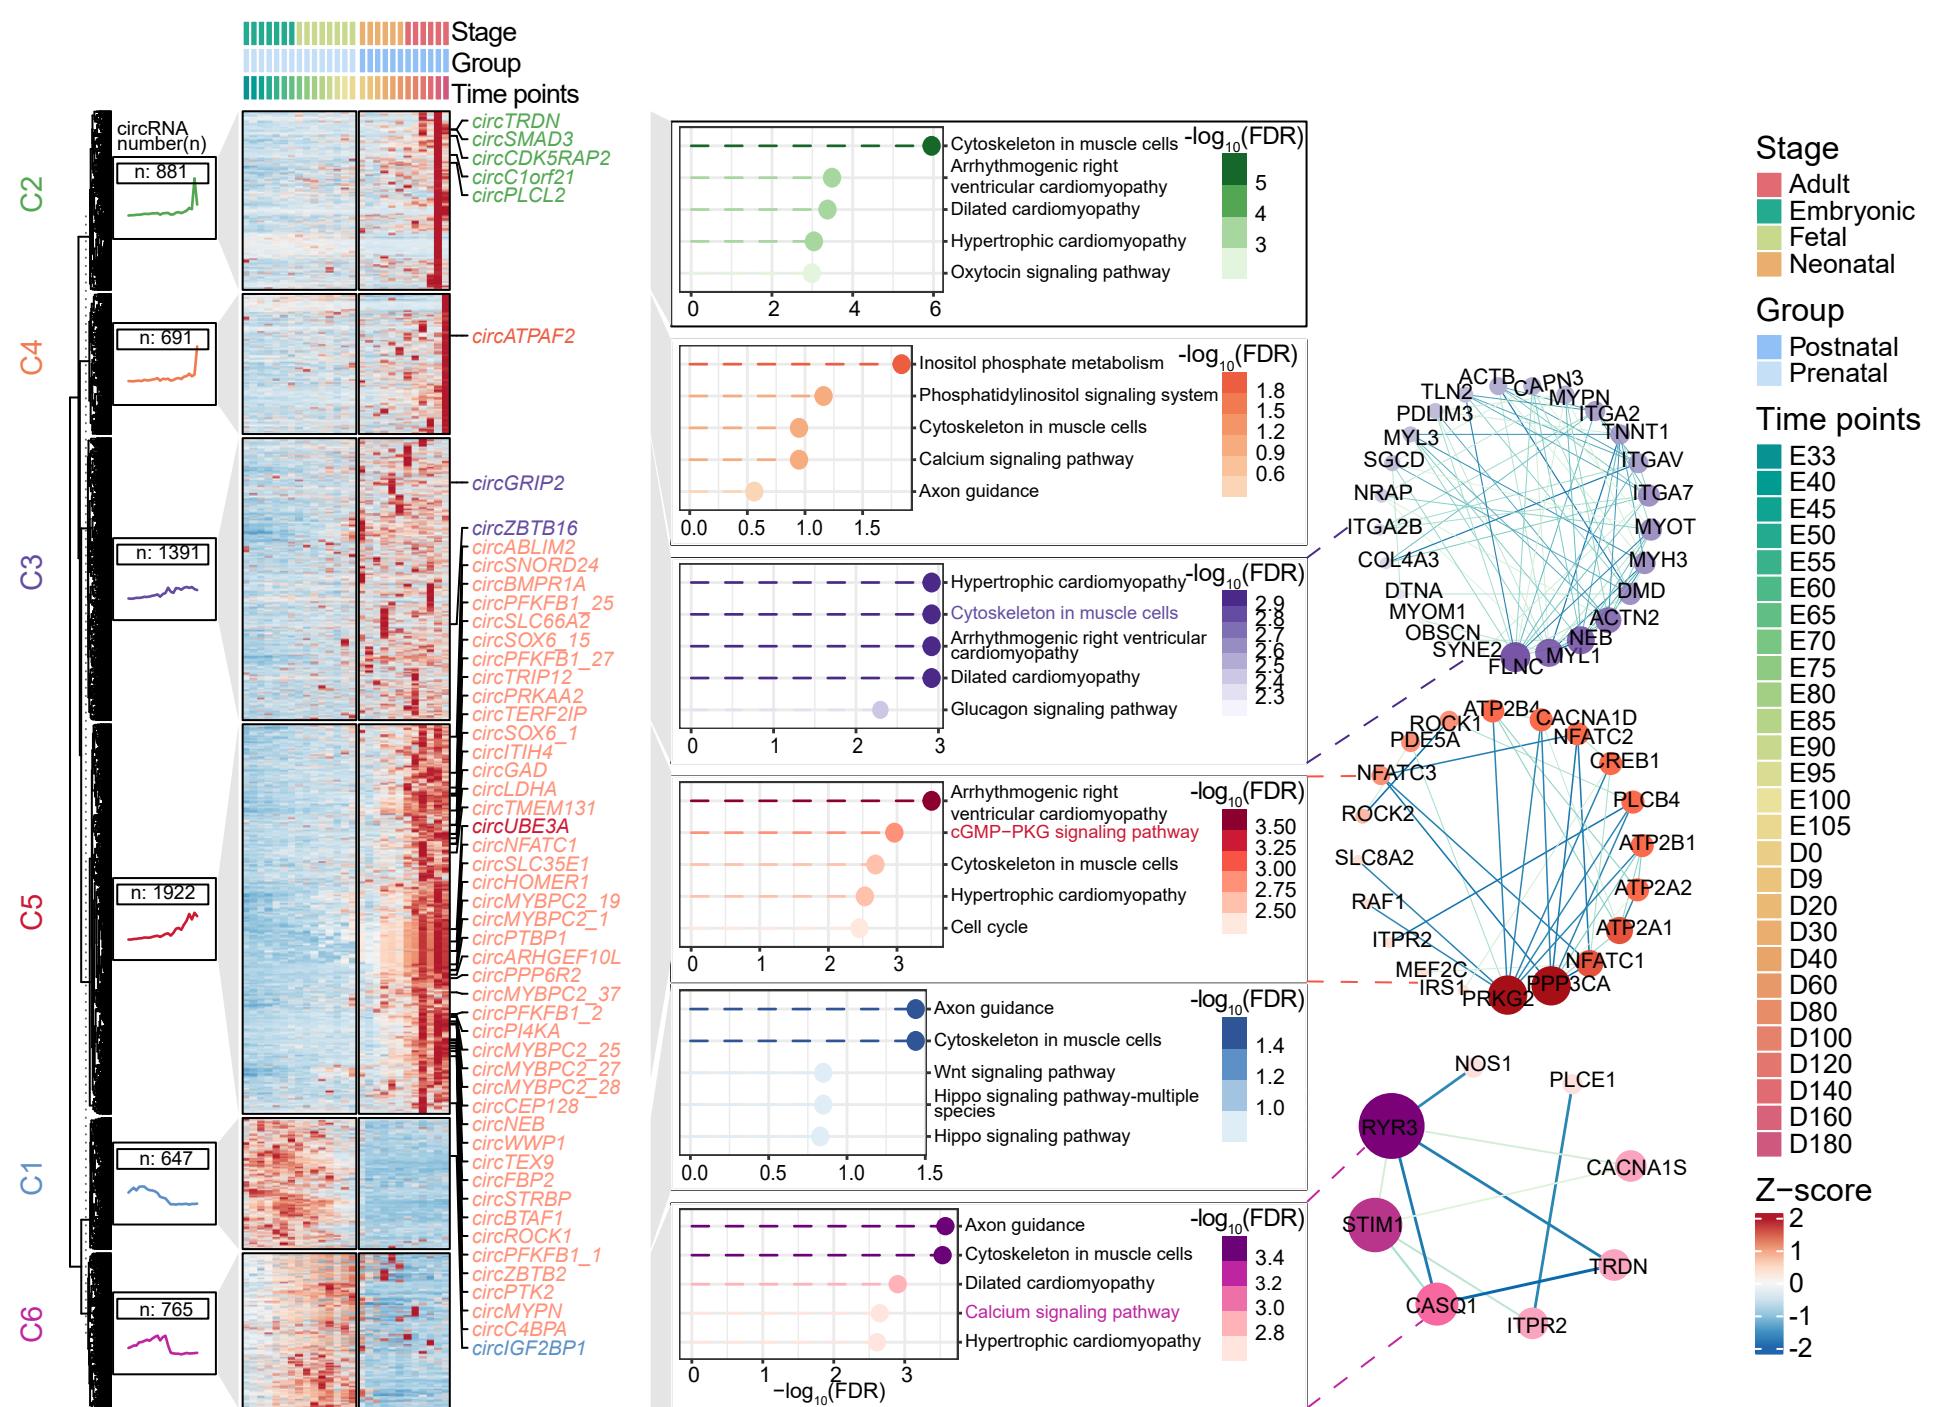 Stage
Group
Time points
circRNA
number(n)
C2
n: 881
C4
n: 691
C3
n: 1391
C5
n: 1922
C1
n: 647
C6
n: 765
circTRDN
circSMAD3
circCDK5RAP2
circC1orf21
circPLCL2
circATPAF2
circGRIP2
circZBTB16
circABLIM2
circSNORD24
circBMPR1A
circPFKFB1_25
circSLC66A2
circSOX6_15
circPFKFB1_27
circTRIP12
circPRKAA2
circTERF2IP
circSOX6_1
circITIH4
circGAD
circLDHA
circTMEM131
circUBE3A
circNFATC1
circSLC35E1
circHOMER1
circMYBPC2_19
circMYBPC2_1
circPTBP1
circARHGEF10L
circPPP6R2
circMYBPC2_37
circPFKFB1_2
circPI4KA
circMYBPC2_25
circMYBPC2_27
circMYBPC2_28
circCEP128
circNEB
circWWP1
circTEX9
circFBP2
circSTRBP
circBTAF1
circROCK1
circPFKFB1_1
circZBTB2
circPTK2
circMYPN
circC4BPA
circIGF2BP1
Cytoskeleton in muscle cells
Arrhythmogenic right
ventricular cardiomyopathy
Dilated cardiomyopathy
Hypertrophic cardiomyopathy
Oxytocin signaling pathway
0 2 4 6
-log10(FDR)
5
4
3
Inositol phosphate metabolism
Phosphatidylinositol signaling system
Cytoskeleton in muscle cells
Calcium signaling pathway
Axon guidance
0.0 0.5 1.0 1.5
-log10(FDR)
1.8
1.5
1.2
0.9
0.6
Hypertrophic cardiomyopathy
Cytoskeleton in muscle cells
Arrhythmogenic right ventricular
cardiomyopathy
Dilated cardiomyopathy
Glucagon signaling pathway
0 1 2 3
-log10(FDR)
2.9
2.8
2.7
2.6
2.5
2.4
2.3
Arrhythmogenic right
ventricular cardiomyopathy
cGMP−PKG signaling pathway
Cytoskeleton in muscle cells
Hypertrophic cardiomyopathy
Cell cycle
0 1 2 3
-log10(FDR)
3.50
3.25
3.00
2.75
2.50
Axon guidance
Cytoskeleton in muscle cells
Wnt signaling pathway
Hippo signaling pathway-multiple
species
Hippo signaling pathway
0.0 0.5 1.0 1.5
-log10(FDR)
1.4
1.2
1.0
Axon guidance
Cytoskeleton in muscle cells
Dilated cardiomyopathy
Calcium signaling pathway
Hypertrophic cardiomyopathy
0 1 2 3
−log10(FDR)
-log10(FDR)
3.4
3.2
3.0
2.8
ACTB
CAPN3
TLN2
MYPN
PDLIM3
ITGA2
MYL3
TNNT1
SGCD
ITGAV
NRAP
ITGA7
ITGA2B
MYOT
COL4A3
MYH3
DTNA
DMD
MYOM1
ACTN2
OBSCN
NEB
SYNE2
MYL1
FLNC
ATP2B4
ROCK1
CACNA1D
PDE5A
NFATC2
NFATC3
CREB1
ROCK2
PLCB4
SLC8A2
ATP2B1
RAF1
ATP2A2
ITPR2
ATP2A1
MEF2C
NFATC1
IRS1
PRKG2
PPP3CA
NOS1
PLCE1
RYR3
CACNA1S
STIM1
TRDN
CASQ1
ITPR2
Stage
Adult
Embryonic
Fetal
Neonatal
Group
Postnatal
Prenatal
Time points
E33
E40
E45
E50
E55
E60
E65
E70
E75
E80
E85
E90
E95
E100
E105
D0
D9
D20
D30
D40
D60
D80
D100
D120
D140
D160
D180
Z−score
2
1
0
-1
-2